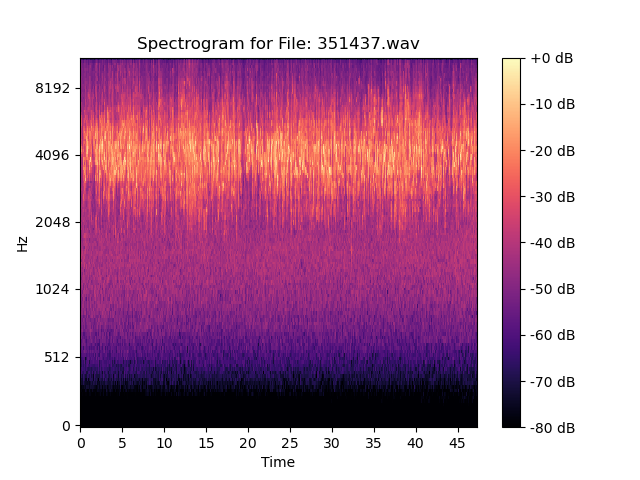 Spectrogram for File: 351437.wav
+0 dB
8192
-10 dB
4096
-20 dB
-30 dB
2048
-40 dB
Hz
1024
-50 dB
512
-60 dB
-70 dB
0
-80 dB
0 5 10 15 20 25 30 35 40 45
Time